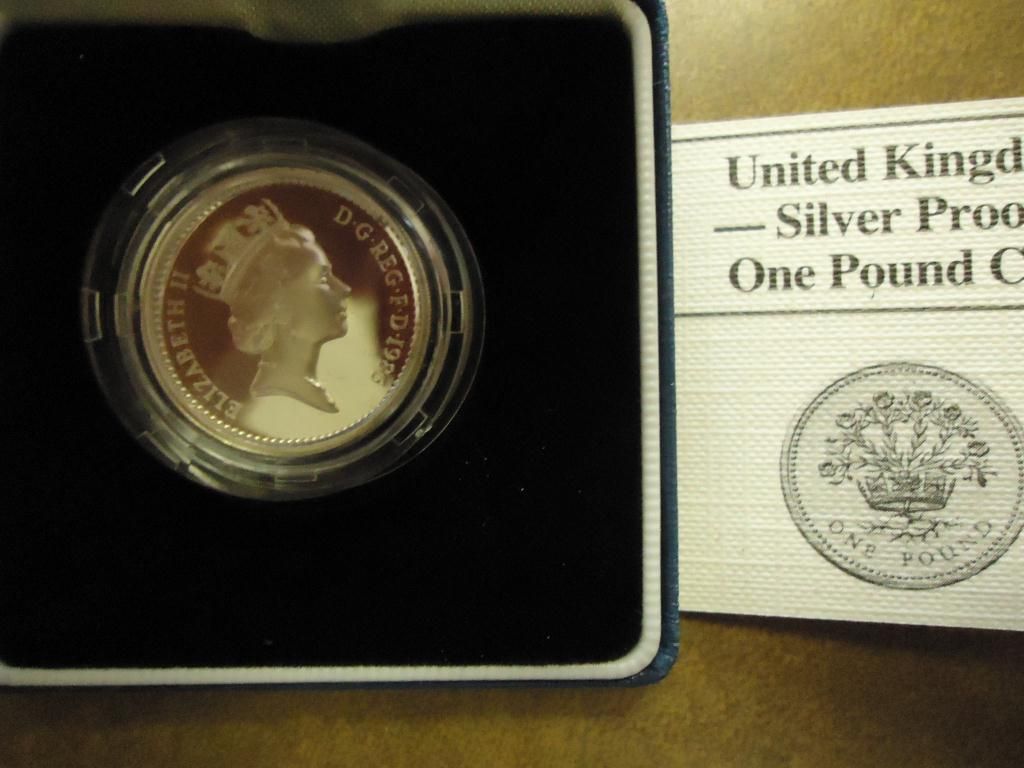 ELIZABETH II
D·G·REG·F·D·198
United Kingd
— Silver Proo
One Pound C
ONE POUND